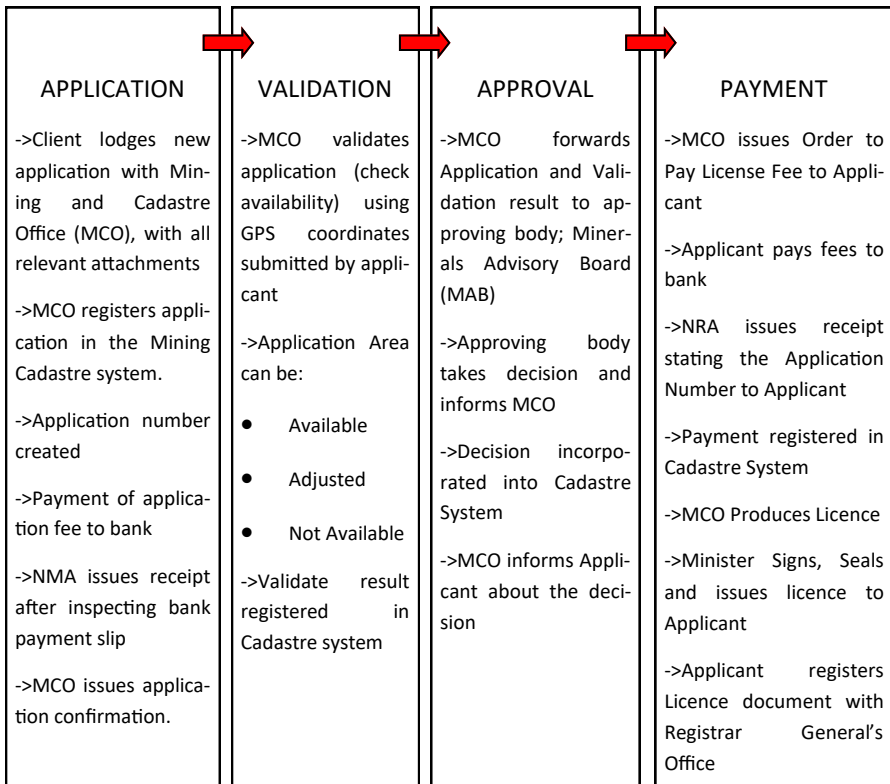 APPLICATION
->Client lodges new
application with Min-
ing and Cadastre
Office (MCO), with all
relevant attachments
->MCO registers appli-
cation in the Mining
Cadastre system.
->Application number
created
->Payment of applica-
tion fee to bank
->NMA issues receipt
after inspecting bank
payment slip
->MCO issues applica-
tion confirmation.
VALIDATION
->MCO validates
application (check
availability) using
GPS coordinates
submitted by appli-
cant
->Application Area
can be:
● Available
● Adjusted
● Not Available
->Validate result
registered in
Cadastre system
APPROVAL
->MCO forwards
Application and Vali-
dation result to ap-
proving body; Miner-
als Advisory Board
(MAB)
->Approving body
takes decision and
informs MCO
->Decision incorpo-
rated into Cadastre
System
->MCO informs Appli-
cant about the deci-
sion
PAYMENT
->MCO issues Order to
Pay License Fee to Appli-
cant
->Applicant pays fees to
bank
->NRA issues receipt
stating the Application
Number to Applicant
->Payment registered in
Cadastre System
->MCO Produces Licence
->Minister Signs, Seals
and issues licence to
Applicant
->Applicant registers
Licence document with
Registrar General’s
Office